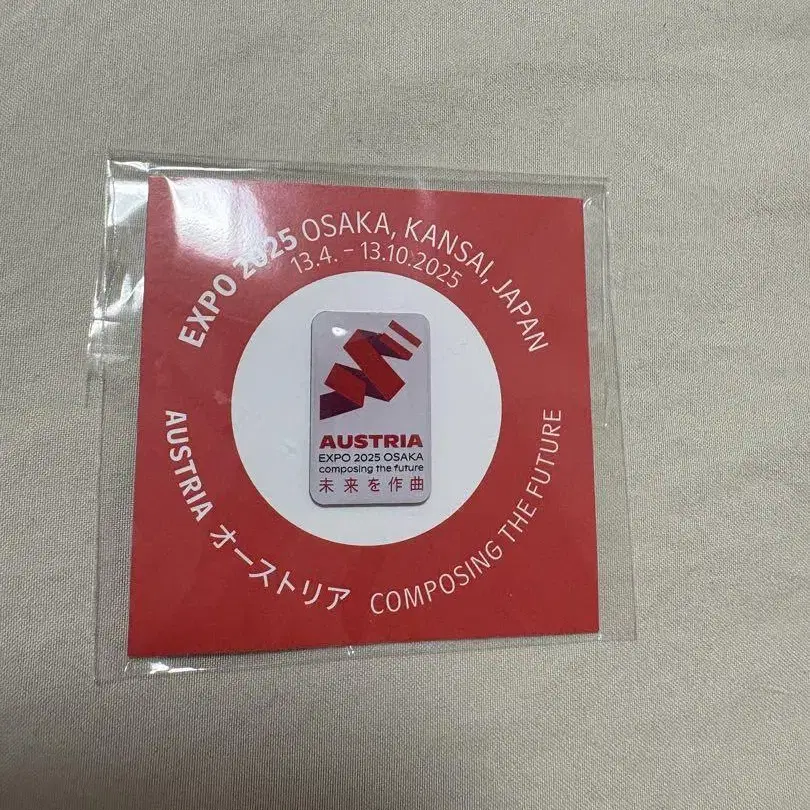 EXPO 2025 OSAKA, KANSAI, JAPAN
13.4. – 13.10.2025
AUSTRIA
EXPO 2025 OSAKA
composing the future
未来を作曲
AUSTRIA オーストリア COMPOSING THE FUTURE